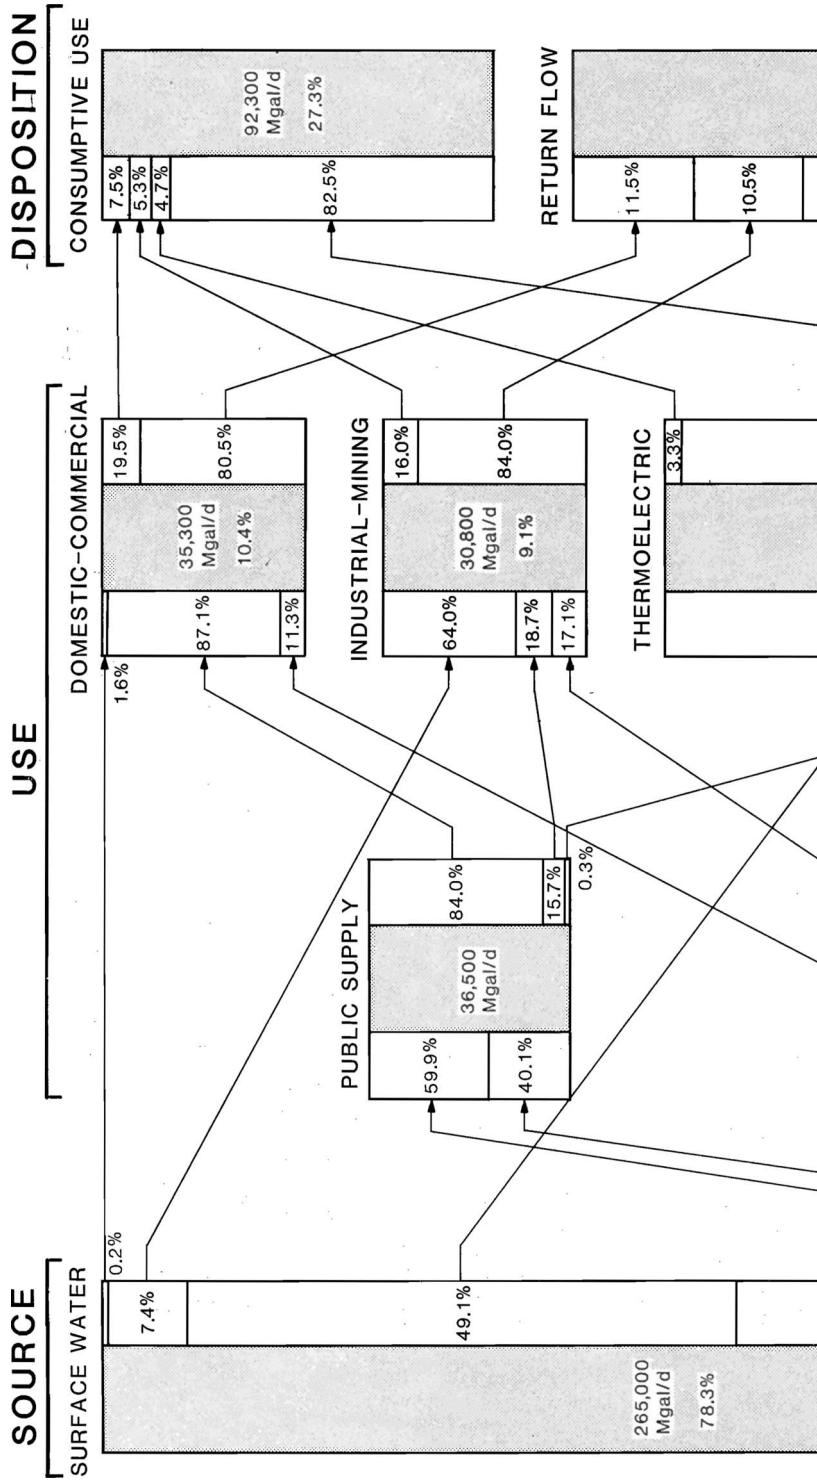 SOURCE
USE
DISPOSITION
SURFACE WATER
0.2%
7.4%
49.1%
265,000
Mgal/d
78.3%
PUBLIC SUPPLY
59.9%
40.1%
36,500
Mgal/d
84.0%
15.7%
0.3%
DOMESTIC-COMMERCIAL
1.6%
87.1%
11.3%
35,300
Mgal/d
10.4%
19.5%
80.5%
INDUSTRIAL-MINING
64.0%
18.7%
17.1%
30,800
Mgal/d
9.1%
16.0%
84.0%
THERMOELECTRIC
3.3%
CONSUMPTIVE USE
7.5%
5.3%
4.7%
82.5%
92,300
Mgal/d
27.3%
RETURN FLOW
11.5%
10.5%